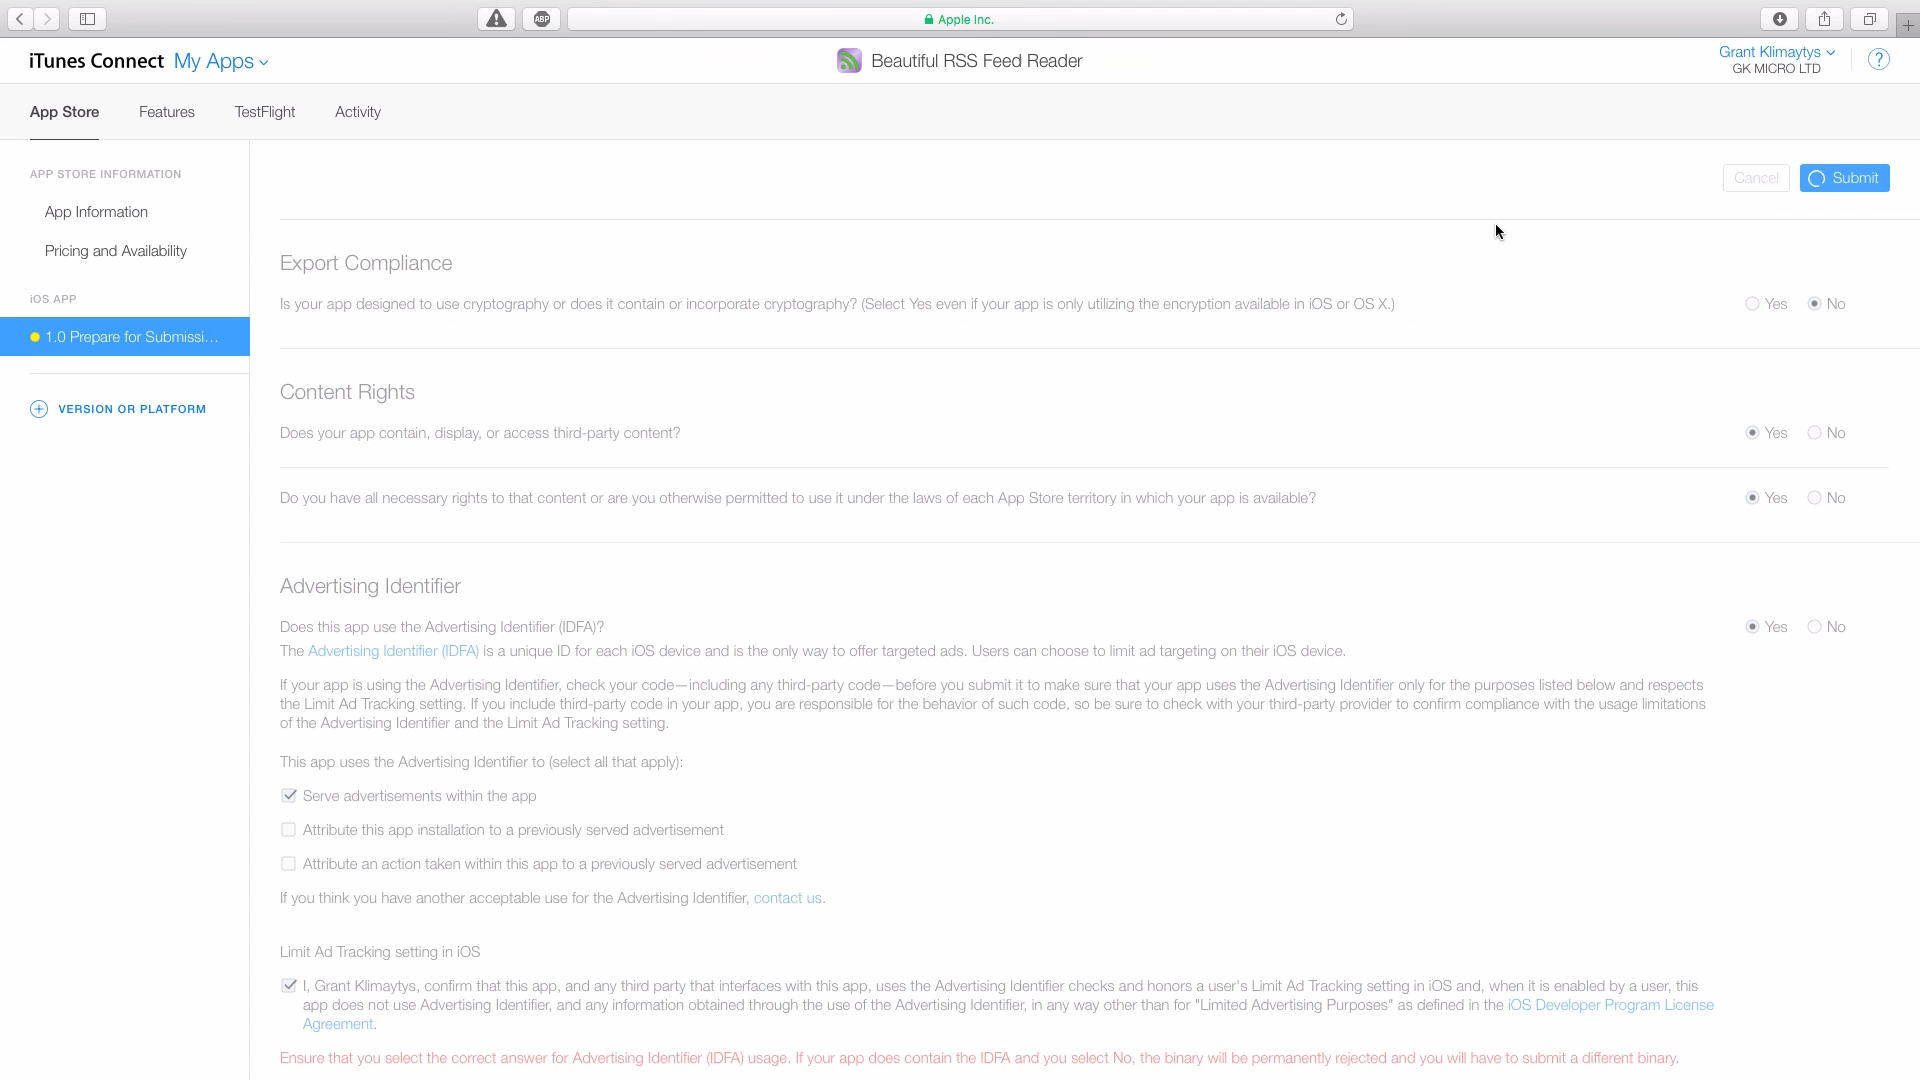 ABP
Apple Inc.
iTunes Connect My Apps
Beautiful RSS Feed Reader
Grant Klimaytys
GK MICRO LTD
?
App Store
Features
TestFlight
Activity
APP STORE INFORMATION
App Information
Pricing and Availability
iOS APP
1.0 Prepare for Submissi...
VERSION OR PLATFORM
Cancel
Submit
Export Compliance
Is your app designed to use cryptography or does it contain or incorporate cryptography? (Select Yes even if your app is only utilizing the encryption available in iOS or OS X.)
Yes
No
Content Rights
Does your app contain, display, or access third-party content?
Yes
No
Do you have all necessary rights to that content or are you otherwise permitted to use it under the laws of each App Store territory in which your app is available?
Yes
No
Advertising Identifier
Does this app use the Advertising Identifier (IDFA)?
Yes
No
The Advertising Identifier (IDFA) is a unique ID for each iOS device and is the only way to offer targeted ads. Users can choose to limit ad targeting on their iOS device.
If your app is using the Advertising Identifier, check your code—including any third-party code—before you submit it to make sure that your app uses the Advertising Identifier only for the purposes listed below and respects
the Limit Ad Tracking setting. If you include third-party code in your app, you are responsible for the behavior of such code, so be sure to check with your third-party provider to confirm compliance with the usage limitations
of the Advertising Identifier and the Limit Ad Tracking setting.
This app uses the Advertising Identifier to (select all that apply):
Serve advertisements within the app
Attribute this app installation to a previously served advertisement
Attribute an action taken within this app to a previously served advertisement
If you think you have another acceptable use for the Advertising Identifier, contact us.
Limit Ad Tracking setting in iOS
I, Grant Klimaytys, confirm that this app, and any third party that interfaces with this app, uses the Advertising Identifier checks and honors a user's Limit Ad Tracking setting in iOS and, when it is enabled by a user, this
app does not use Advertising Identifier, and any information obtained through the use of the Advertising Identifier, in any way other than for "Limited Advertising Purposes" as defined in the iOS Developer Program License
Agreement.
Ensure that you select the correct answer for Advertising Identifier (IDFA) usage. If your app does contain the IDFA and you select No, the binary will be permanently rejected and you will have to submit a different binary.